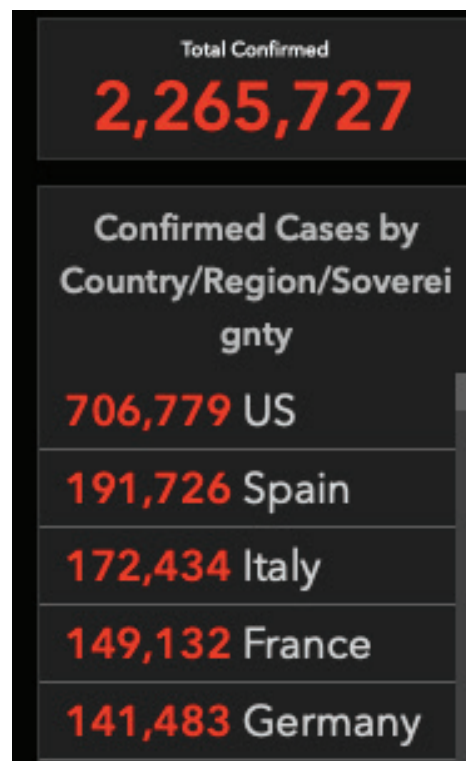 Total Confirmed
2,265,727
Confirmed Cases by
Country/Region/Soverei
gnty
706,779 US
191,726 Spain
172,434 Italy
149,132 France
141,483 Germany